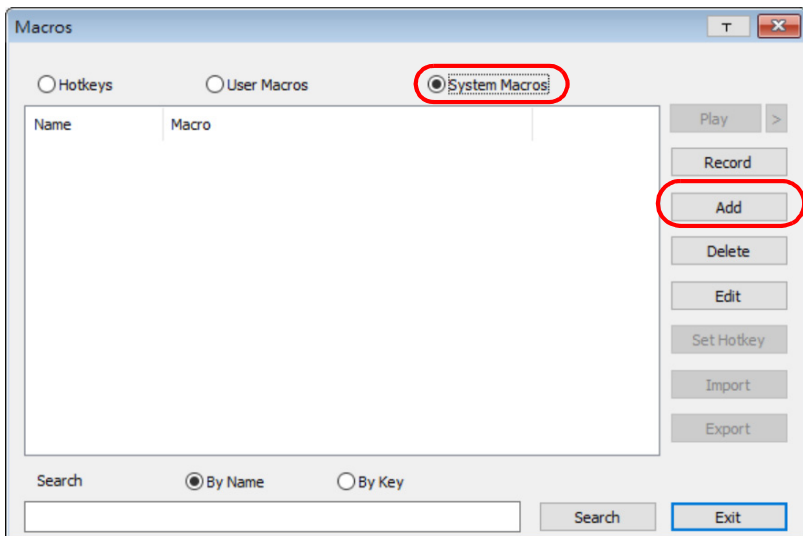 Macros
T
Hotkeys User Macros System Macros
Name Macro
Play >
Record
Add
Delete
Edit
Set Hotkey
Import
Export
Search By Name By Key
Search Exit